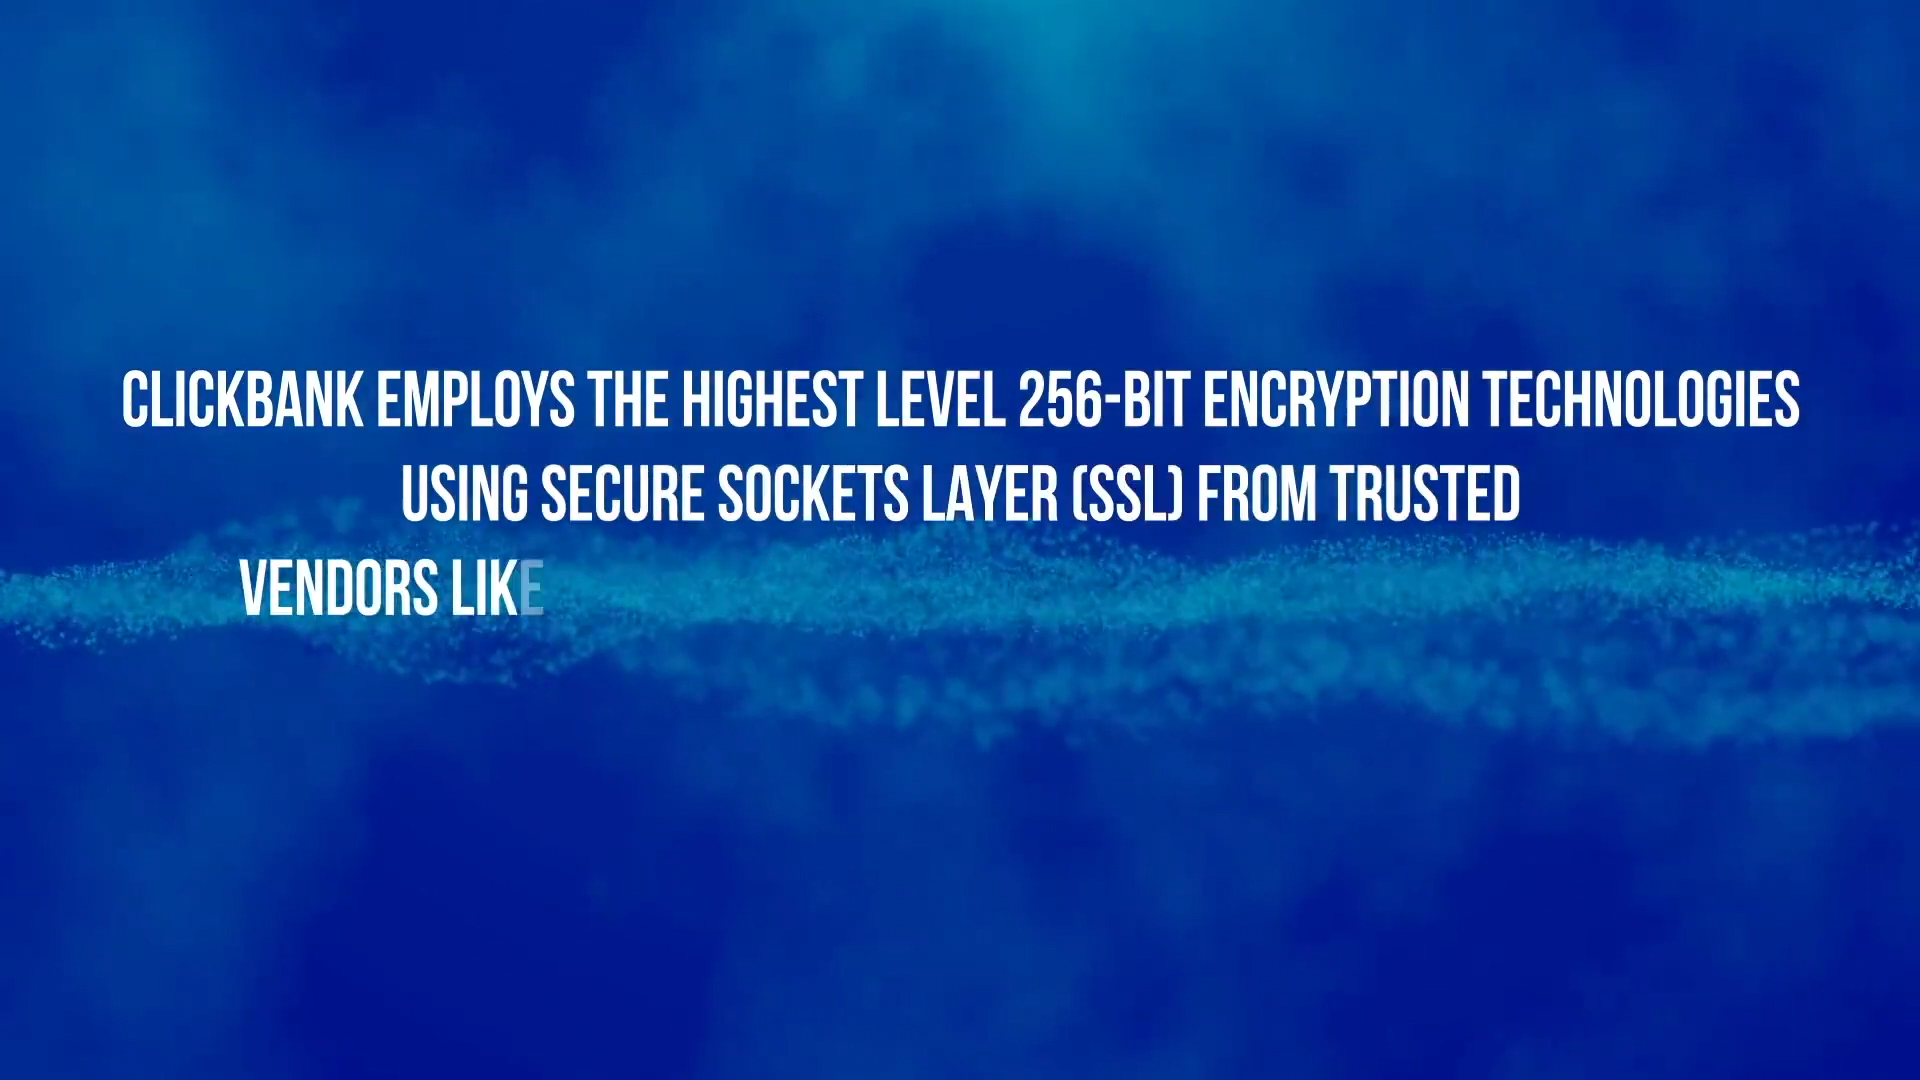 CLICKBANK EMPLOYS THE HIGHEST LEVEL 256-BIT ENCRYPTION TECHNOLOGIES
USING SECURE SOCKETS LAYER (SSL) FROM TRUSTED
VENDORS LIKE